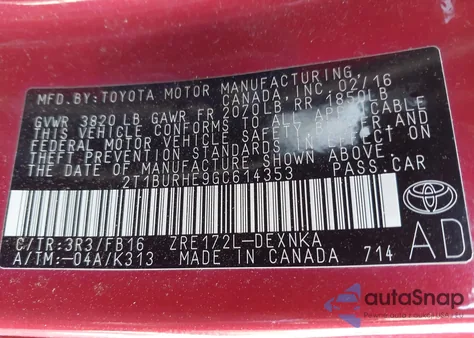 MFD.BY:TOYOTA MOTOR MANUFACTURING
CANADA, INC. 02/16
GVWR 3820 LB GAWR FR 2070LB RR 1850LB
THIS VEHICLE CONFORMS TO ALL APPLICABLE
FEDERAL MOTOR VEHICLE SAFETY, BUMPER, AND
THEFT PREVENTION STANDARDS IN EFFECT ON
THE DATE OF MANUFACTURE SHOWN ABOVE.
2T1BURHE9GC614353 PASS.CAR
C/TR:3R3/FB16 ZRE172L-DEXNKA
A/TM:-04A/K313 MADE IN CANADA 714
TOYOTA
AD
autoSnap